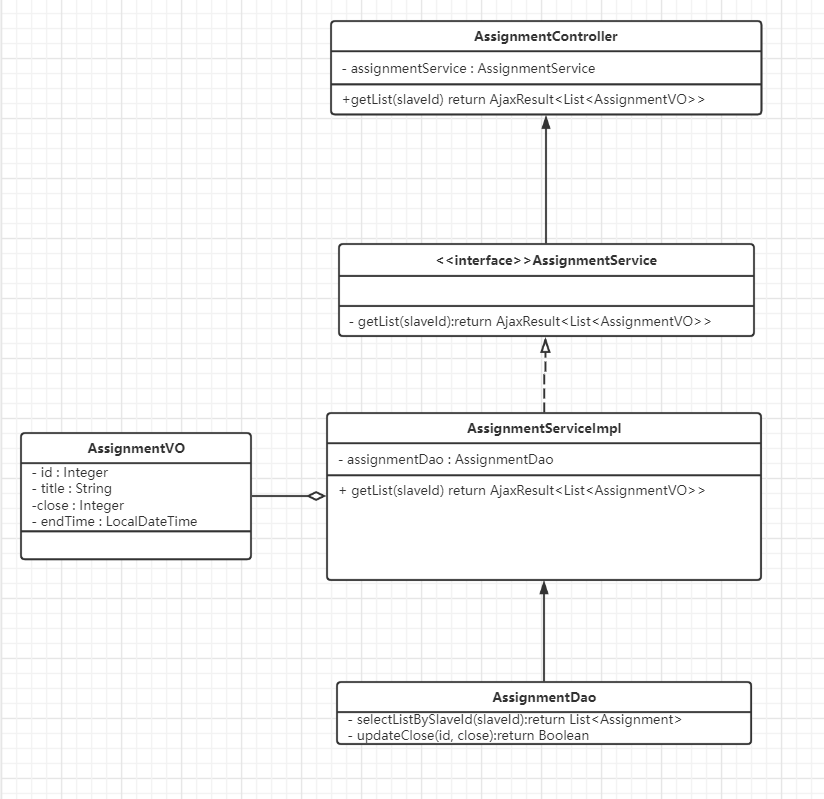 AssignmentController
- assignmentService : AssignmentService
+getList(slaveId) return AjaxResult<List<AssignmentVO>>
<<interface>>AssignmentService
- getList(slaveId):return AjaxResult<List<AssignmentVO>>
AssignmentServiceImpl
- assignmentDao : AssignmentDao
+ getList(slaveId) return AjaxResult<List<AssignmentVO>>
AssignmentVO
- id : Integer
- title : String
-close : Integer
- endTime : LocalDateTime
AssignmentDao
- selectListBySlaveId(slaveId):return List<Assignment>
- updateClose(id, close):return Boolean